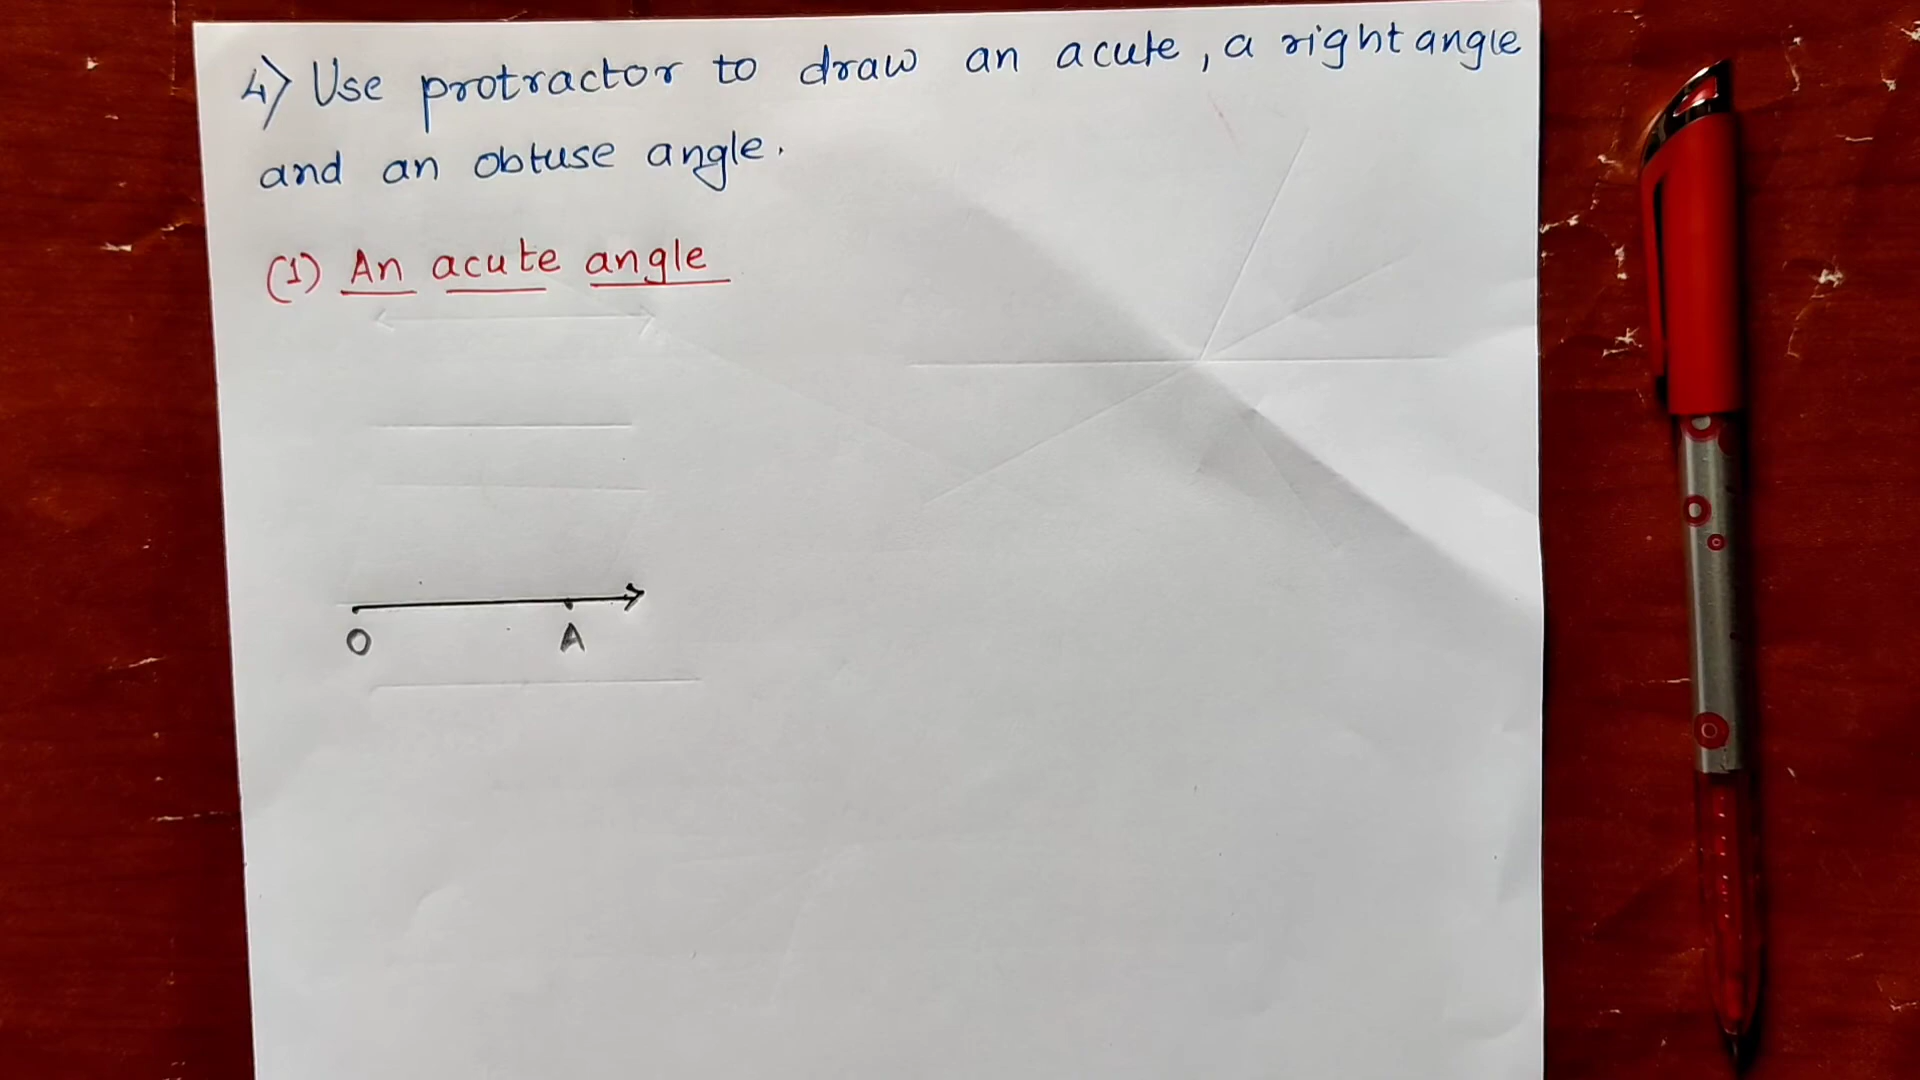 4) Use protractor to draw an acute, a right angle
and an obtuse angle.
(1) An acute angle
O A